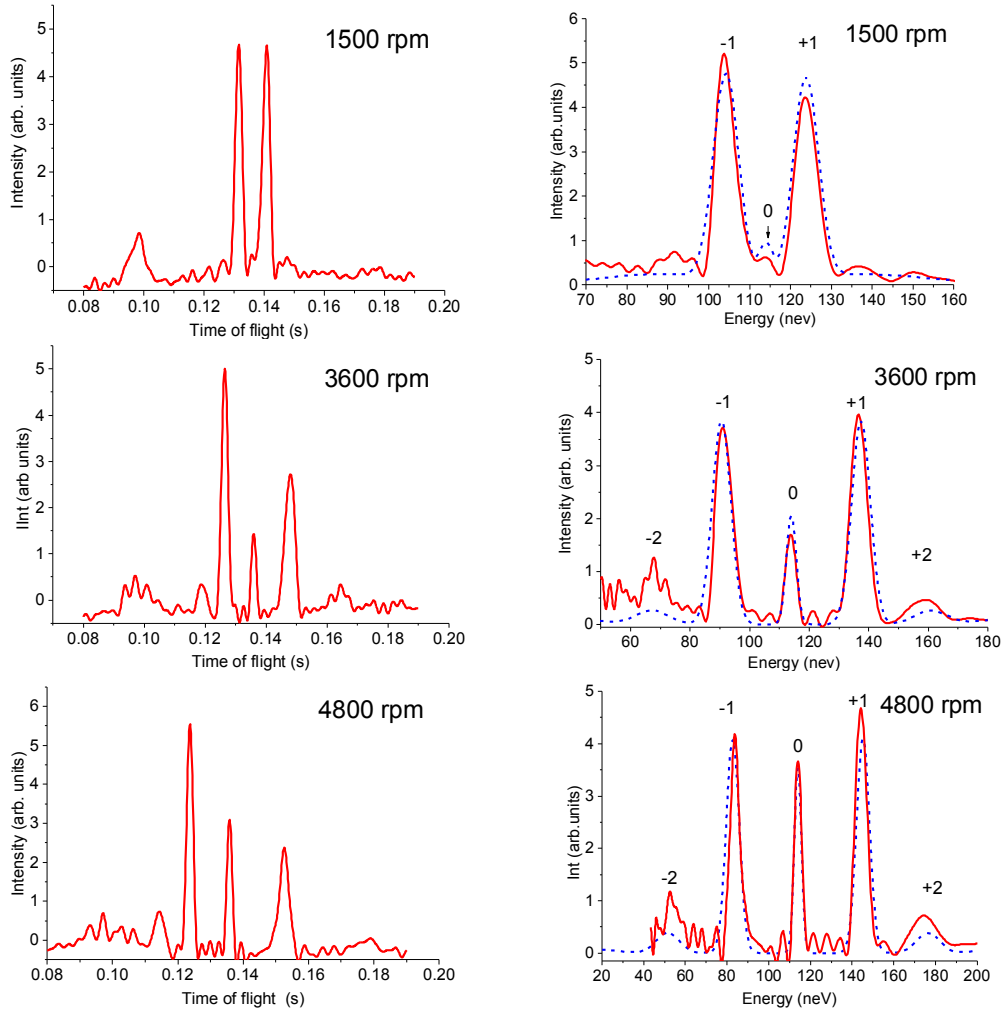 1500 rpm
5
4
3
2
1
0
Intensity (arb. units)
0.08 0.10 0.12 0.14 0.16 0.18 0.20
Time of flight (s)
1500 rpm
-1
+1
0
6
5
4
3
2
1
0
Intensity (arb.units)
70 80 90 100 110 120 130 140 150 160
Energy (nev)
3600 rpm
5
4
3
2
1
0
IInt (arb units)
0.08 0.10 0.12 0.14 0.16 0.18 0.20
Time of flight (s)
3600 rpm
-1
+1
0
-2
+2
5
4
3
2
1
0
Intensity (arb. units)
60 80 100 120 140 160 180
Energy (nev)
4800 rpm
6
5
4
3
2
1
0
Intensity (arb. units)
0.08 0.10 0.12 0.14 0.16 0.18 0.20
0.06
Time of flight (s)
4800 rpm
-1
+1
0
-2
+2
5
4
3
2
1
0
Int (arb.units)
20 40 60 80 100 120 140 160 180 200
Energy (neV)